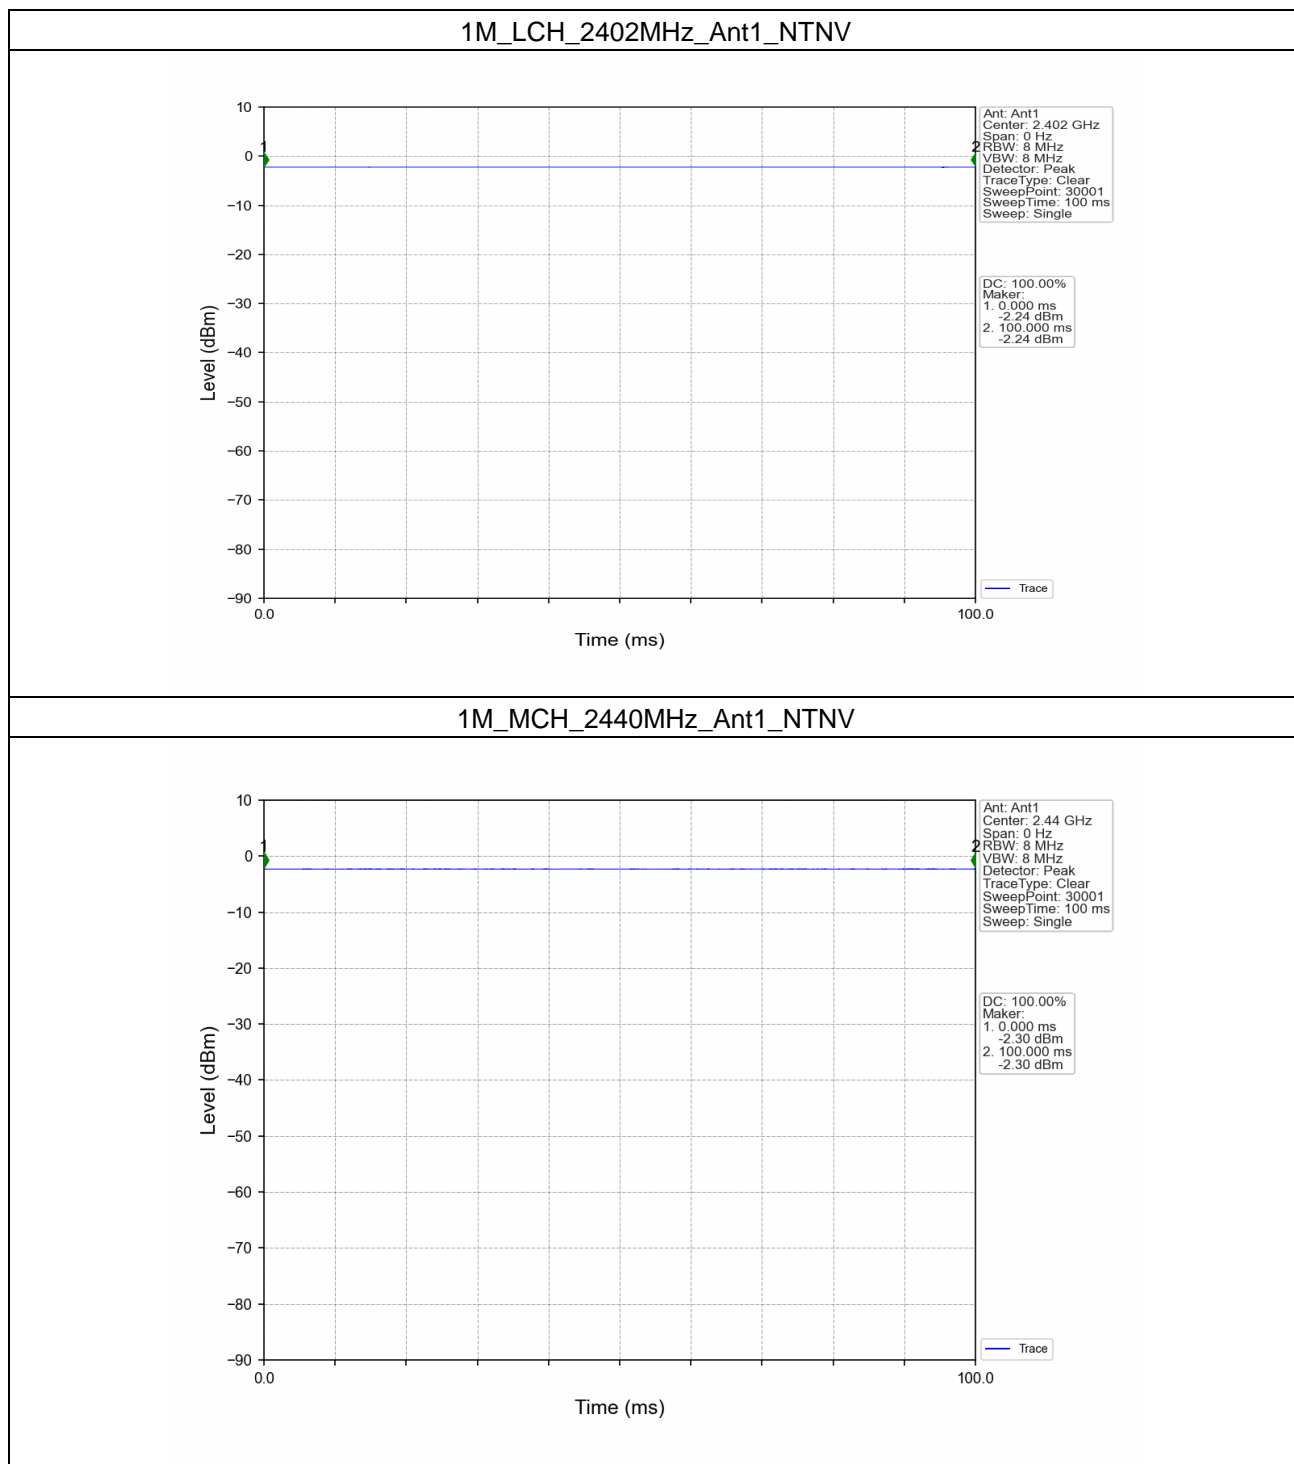 1M_LCH_2402MHz_Ant1_NTNV
10
0
−10
−20
−30
−40
−50
−60
−70
−80
−90
Level (dBm)
1
2
0.0
100.0
Time (ms)
Ant: Ant1
Center: 2.402 GHz
Span: 0 Hz
RBW: 8 MHz
VBW: 8 MHz
Detector: Peak
TraceType: Clear
SweepPoint: 30001
SweepTime: 100 ms
Sweep: Single
DC: 100.00%
Maker:
1. 0.000 ms
-2.24 dBm
2. 100.000 ms
-2.24 dBm
Trace
1M_MCH_2440MHz_Ant1_NTNV
10
0
−10
−20
−30
−40
−50
−60
−70
−80
−90
Level (dBm)
1
2
0.0
100.0
Time (ms)
Ant: Ant1
Center: 2.44 GHz
Span: 0 Hz
RBW: 8 MHz
VBW: 8 MHz
Detector: Peak
TraceType: Clear
SweepPoint: 30001
SweepTime: 100 ms
Sweep: Single
DC: 100.00%
Maker:
1. 0.000 ms
-2.30 dBm
2. 100.000 ms
-2.30 dBm
Trace